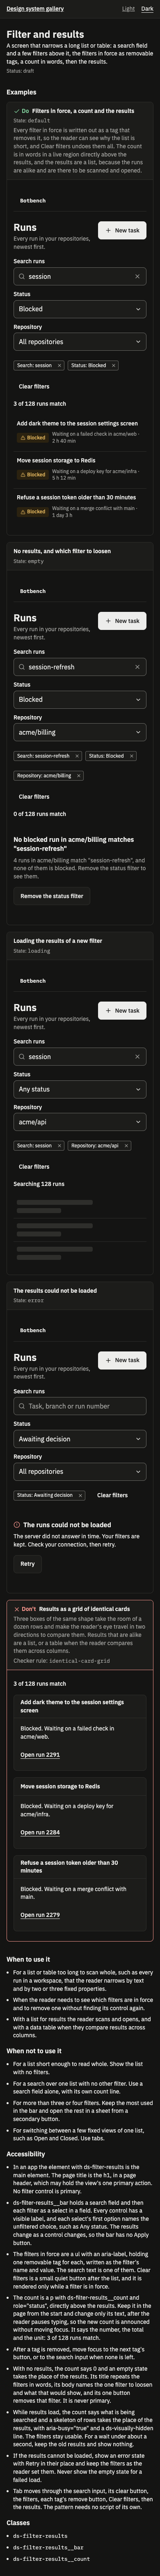 Design system gallery Light Dark
Filter and results
A screen that narrows a long list or table: a search field
and a few filters above it, the filters in force as removable
tags, a count in words, then the results.
Status: draft
Examples
Do Filters in force, a count and the results
State: default
Every filter in force is written out as a tag that
removes it, so the reader can see why the list is
short, and Clear filters undoes them all. The count
is in words in a live region directly above the
results, and the results are a list, because the runs
are there to be scanned and opened.
Botbench
Runs
Every run in your repositories,
newest first.
New task
Search runs
session
Status
Blocked
Repository
All repositories
Search: session
Status: Blocked
Clear filters
3 of 128 runs match
Add dark theme to the session settings screen
Blocked
Waiting on a failed check in acme/web ·
2 h 40 min
Move session storage to Redis
Blocked
Waiting on a deploy key for acme/infra ·
5 h 12 min
Refuse a session token older than 30 minutes
Blocked
Waiting on a merge conflict with main ·
1 day 3 h
No results, and which filter to loosen
State: empty
Botbench
Runs
Every run in your repositories,
newest first.
New task
Search runs
session-refresh
Status
Blocked
Repository
acme/billing
Search: session-refresh
Status: Blocked
Repository: acme/billing
Clear filters
0 of 128 runs match
No blocked run in acme/billing matches
"session-refresh"
4 runs in acme/billing match "session-refresh", and
none of them is blocked. Remove the status filter to
see them.
Remove the status filter
Loading the results of a new filter
State: loading
Botbench
Runs
Every run in your repositories,
newest first.
New task
Search runs
session
Status
Any status
Repository
acme/api
Search: session
Repository: acme/api
Clear filters
Searching 128 runs
The results could not be loaded
State: error
Botbench
Runs
Every run in your repositories,
newest first.
New task
Search runs
Task, branch or run number
Status
Awaiting decision
Repository
All repositories
Status: Awaiting decision
Clear filters
The runs could not be loaded
The server did not answer in time. Your filters are
kept. Check your connection, then retry.
Retry
Don't Results as a grid of identical cards
Three boxes of the same shape take the room of a
dozen rows and make the reader's eye travel in two
directions to compare them. Results that are alike
are a list, or a table when the reader compares
them across columns.
Checker rule: identical-card-grid
3 of 128 runs match
Add dark theme to the session settings
screen
Blocked. Waiting on a failed check in
acme/web.
Open run 2291
Move session storage to Redis
Blocked. Waiting on a deploy key for
acme/infra.
Open run 2284
Refuse a session token older than 30
minutes
Blocked. Waiting on a merge conflict with
main.
Open run 2279
When to use it
• For a list or table too long to scan whole, such as every
run in a workspace, that the reader narrows by text
and by two or three fixed properties.
• When the reader needs to see which filters are in force
and to remove one without finding its control again.
• With a list for results the reader scans and opens, and
with a data table when they compare results across
columns.
When not to use it
• For a list short enough to read whole. Show the list
with no filters.
• For a search over one list with no other filter. Use a
search field alone, with its own count line.
• For more than three or four filters. Keep the most used
in the bar and open the rest in a sheet from a
secondary button.
• For switching between a few fixed views of one list,
such as Open and Closed. Use tabs.
Accessibility
• In an app the element with ds-filter-results is the
main element. The page title is the h1, in a page
header, which may hold the view's one primary action.
No filter control is primary.
• ds-filter-results__bar holds a search field and then
each filter as a select in a field. Every control has a
visible label, and each select's first option names the
unfiltered choice, such as Any status. The results
change as a control changes, so the bar has no Apply
button.
• The filters in force are a ul with an aria-label, holding
one removable tag for each, written as the filter's
name and value. The search text is one of them. Clear
filters is a small quiet button after the list, and it is
rendered only while a filter is in force.
• The count is a p with ds-filter-results__count and
role="status", directly above the results. Keep it in the
page from the start and change only its text, after the
reader pauses typing, so the new count is announced
without moving focus. It says the number, the total
and the unit: 3 of 128 runs match.
• After a tag is removed, move focus to the next tag's
button, or to the search input when none is left.
• With no results, the count says 0 and an empty state
takes the place of the results. Its title repeats the
filters in words, its body names the one filter to loosen
and what that would show, and its one button
removes that filter. It is never primary.
• While results load, the count says what is being
searched and a skeleton of rows takes the place of the
results, with aria-busy="true" and a ds-visually-hidden
line. The filters stay usable. For a wait under about a
second, keep the old results and show nothing.
• If the results cannot be loaded, show an error state
with Retry in their place and keep the filters as the
reader set them. Never show the empty state for a
failed load.
• Tab moves through the search input, its clear button,
the filters, each tag's remove button, Clear filters, then
the results. The pattern needs no script of its own.
Classes
• ds-filter-results
• ds-filter-results__bar
• ds-filter-results__count